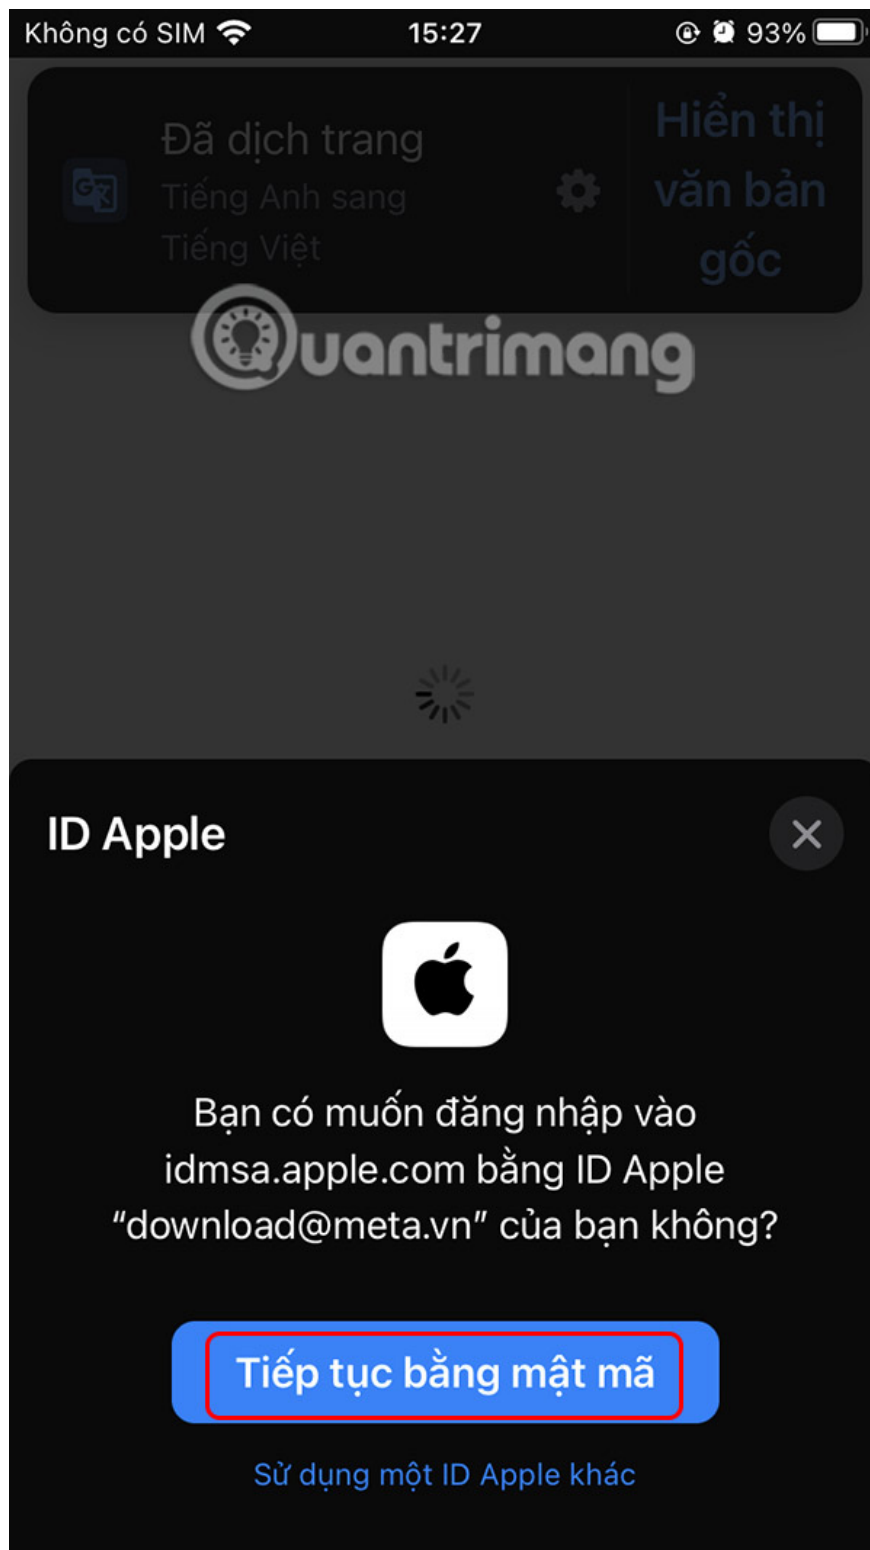 Không có SIM 15:27 93%
Đã dịch trang
Tiếng Anh sang
Tiếng Việt
Hiển thị
văn bản
gốc
Quantrimang
ID Apple
Bạn có muốn đăng nhập vào
idmsa.apple.com bằng ID Apple
“download@meta.vn” của bạn không?
Tiếp tục bằng mật mã
Sử dụng một ID Apple khác